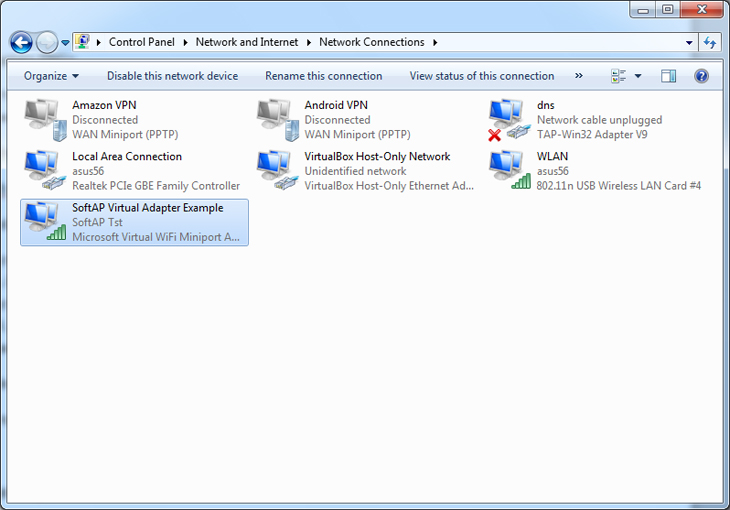 Control Panel Network and Internet Network Connections
Organize Disable this network device Rename this connection View status of this connection »
Amazon VPN
Disconnected
WAN Miniport (PPTP)
Android VPN
Disconnected
WAN Miniport (PPTP)
dns
Network cable unplugged
TAP-Win32 Adapter V9
Local Area Connection
asus56
Realtek PCIe GBE Family Controller
VirtualBox Host-Only Network
Unidentified network
VirtualBox Host-Only Ethernet Ad...
WLAN
asus56
802.11n USB Wireless LAN Card #4
SoftAP Virtual Adapter Example
SoftAP Tst
Microsoft Virtual WiFi Miniport A...